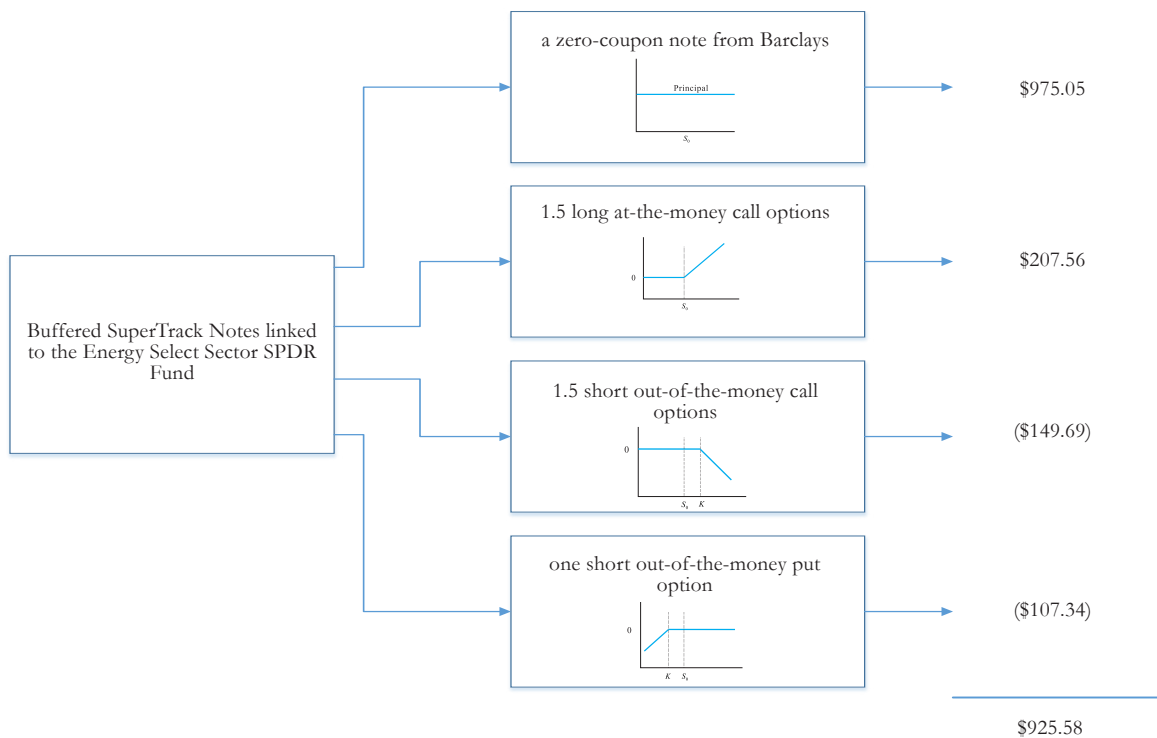 a zero-coupon note from Barclays
Principal
S₀
$975.05
1.5 long at-the-money call options
0
S₀
$207.56
Buffered SuperTrack Notes linked
to the Energy Select Sector SPDR
Fund
1.5 short out-of-the-money call
options
0
S₀ K
($149.69)
one short out-of-the-money put
option
0
K S₀
($107.34)
$925.58